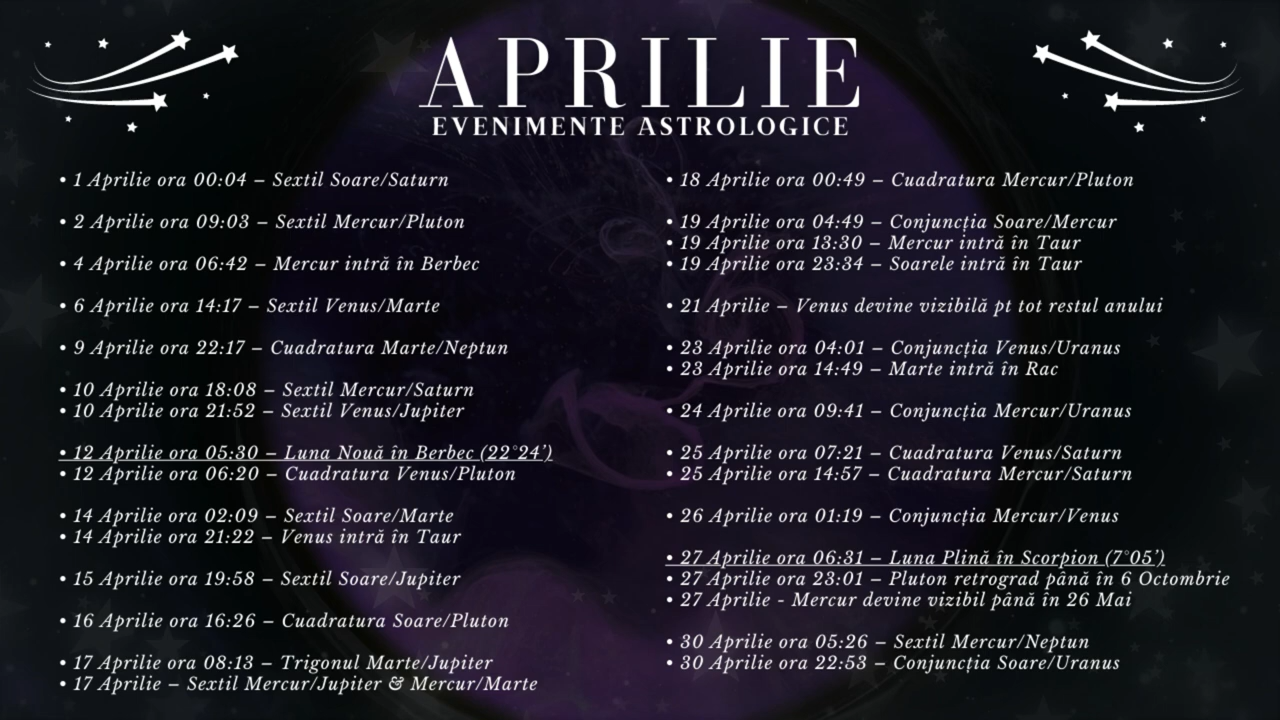 APRILIE
EVENIMENTE ASTROLOGICE
• 1 Aprilie ora 00:04 – Sextil Soare/Saturn
• 2 Aprilie ora 09:03 – Sextil Mercur/Pluton
• 4 Aprilie ora 06:42 – Mercur intră în Berbec
• 6 Aprilie ora 14:17 – Sextil Venus/Marte
• 9 Aprilie ora 22:17 – Cuadratura Marte/Neptun
• 10 Aprilie ora 18:08 – Sextil Mercur/Saturn
• 10 Aprilie ora 21:52 – Sextil Venus/Jupiter
• 12 Aprilie ora 05:30 – Luna Nouă în Berbec (22°24’)
• 12 Aprilie ora 06:20 – Cuadratura Venus/Pluton
• 14 Aprilie ora 02:09 – Sextil Soare/Marte
• 14 Aprilie ora 21:22 – Venus intră în Taur
• 15 Aprilie ora 19:58 – Sextil Soare/Jupiter
• 16 Aprilie ora 16:26 – Cuadratura Soare/Pluton
• 17 Aprilie ora 08:13 – Trigonul Marte/Jupiter
• 17 Aprilie – Sextil Mercur/Jupiter & Mercur/Marte
• 18 Aprilie ora 00:49 – Cuadratura Mercur/Pluton
• 19 Aprilie ora 04:49 – Conjuncția Soare/Mercur
• 19 Aprilie ora 13:30 – Mercur intră în Taur
• 19 Aprilie ora 23:34 – Soarele intră în Taur
• 21 Aprilie – Venus devine vizibilă pt tot restul anului
• 23 Aprilie ora 04:01 – Conjuncția Venus/Uranus
• 23 Aprilie ora 14:49 – Marte intră în Rac
• 24 Aprilie ora 09:41 – Conjuncția Mercur/Uranus
• 25 Aprilie ora 07:21 – Cuadratura Venus/Saturn
• 25 Aprilie ora 14:57 – Cuadratura Mercur/Saturn
• 26 Aprilie ora 01:19 – Conjuncția Mercur/Venus
• 27 Aprilie ora 06:31 – Luna Plină în Scorpion (7°05’)
• 27 Aprilie ora 23:01 – Pluton retrograd până în 6 Octombrie
• 27 Aprilie - Mercur devine vizibil până în 26 Mai
• 30 Aprilie ora 05:26 – Sextil Mercur/Neptun
• 30 Aprilie ora 22:53 – Conjuncția Soare/Uranus